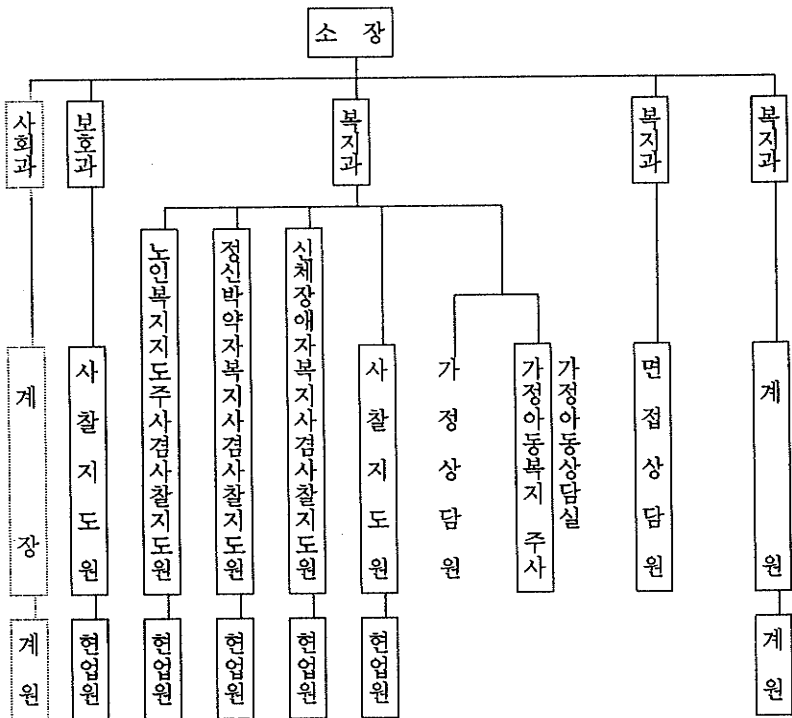 소 장
사회과
보호과
복지과
복지과
복지과
노인복지지도주사겸사찰지도원
정신박약자복지사겸사찰지도원
신체장애자복지사겸사찰지도원
계 장
사찰지도원
사찰지도원
가정상담원
가정아동복지 주사
가정아동상담실
면접상담원
계 원
계원
현업원
현업원
현업원
현업원
현업원
계원